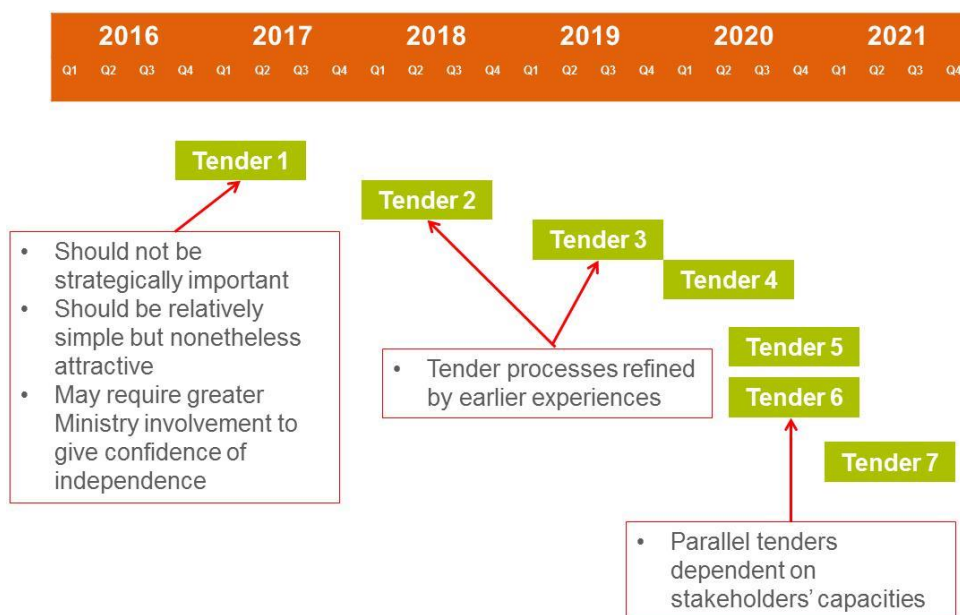 2016 2017 2018 2019 2020 2021
Q1 Q2 Q3 Q4 Q1 Q2 Q3 Q4 Q1 Q2 Q3 Q4 Q1 Q2 Q3 Q4 Q1 Q2 Q3 Q4 Q1 Q2 Q3 Q4
Tender 1
Tender 2
Tender 3
Tender 4
Tender 5
Tender 6
Tender 7
• Should not be
strategically important
• Should be relatively
simple but nonetheless
attractive
• May require greater
Ministry involvement to
give confidence of
independence
• Tender processes refined
by earlier experiences
• Parallel tenders
dependent on
stakeholders’ capacities